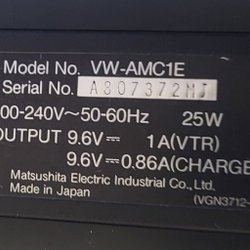 Model No. VW-AMC1E
Serial No. A807372MJ
00-240V~50-60Hz 25W
OUTPUT 9.6V⎓ 1A(VTR)
9.6V⎓0.86A(CHARGE
Matsushita Electric Industrial Co.,Ltd.
Made in Japan
(VGN3712-